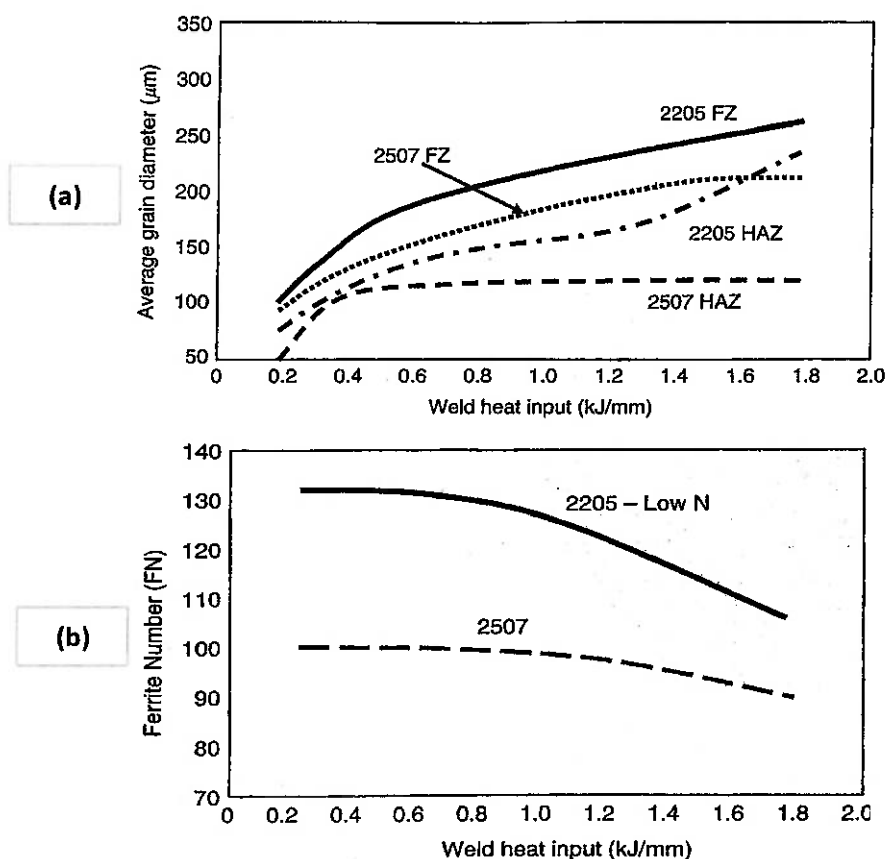 (a)
Average grain diameter (μm)
350
300
250
200
150
100
50
2205 FZ
2507 FZ
2205 HAZ
2507 HAZ
0 0.2 0.4 0.6 0.8 1.0 1.2 1.4 1.6 1.8 2.0
Weld heat input (kJ/mm)
(b)
Ferrite Number (FN)
140
130
120
110
100
90
80
70
2205 – Low N
2507
0 0.2 0.4 0.6 0.8 1.0 1.2 1.4 1.6 1.8 2.0
Weld heat input (kJ/mm)